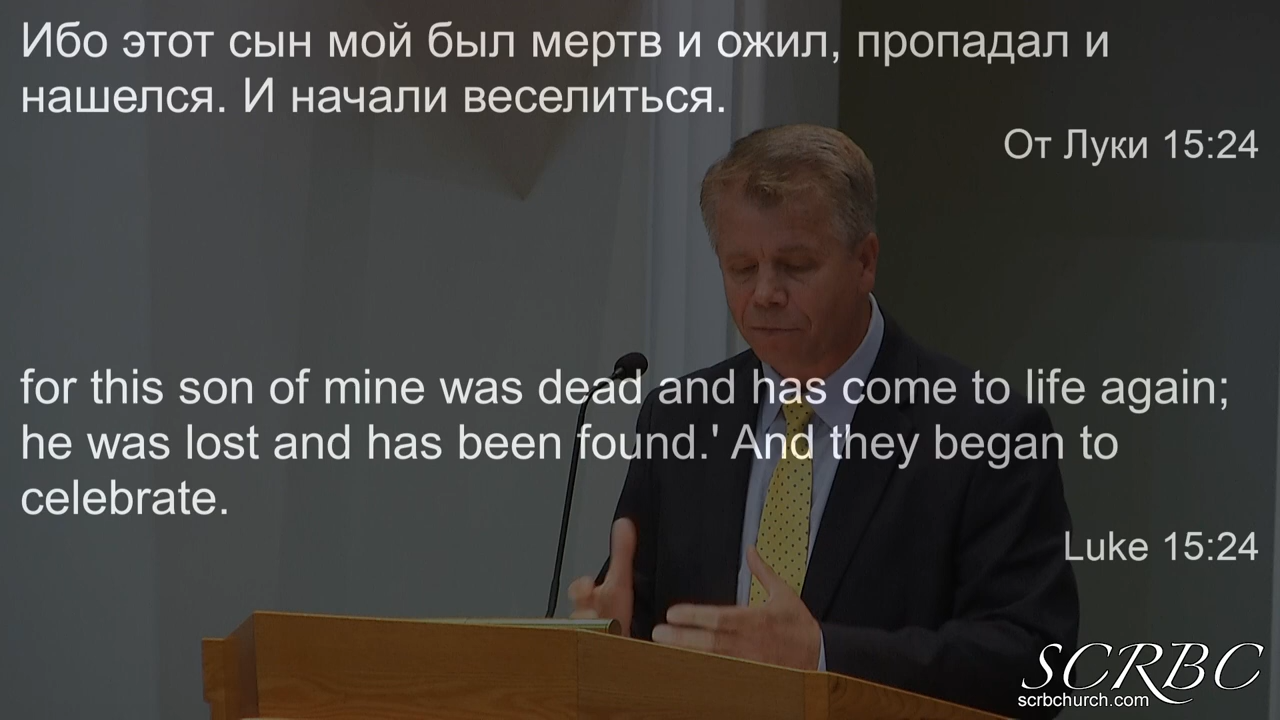 Ибо этот сын мой был мертв и ожил, пропадал и
нашелся. И начали веселиться.
От Луки 15:24
for this son of mine was dead and has come to life again;
he was lost and has been found.' And they began to
celebrate.
Luke 15:24
SCRBC
scrbchurch.com